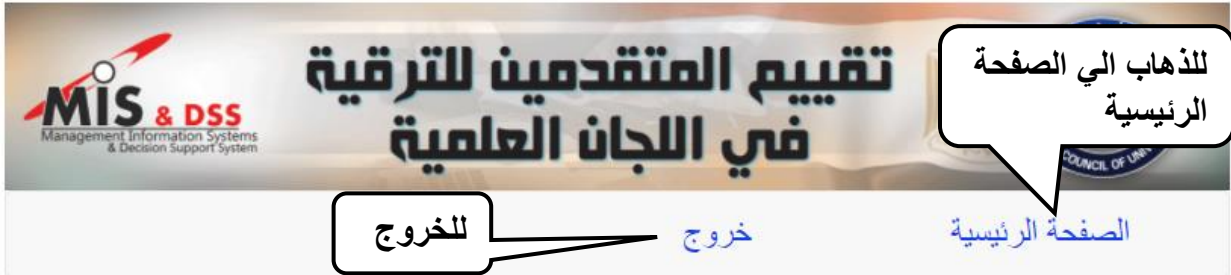 تقييم المتقدمين للترقية
في اللجان العلمية
MIS & DSS
Management Information Systems
& Decision Support System
للذهاب الي الصفحة
الرئيسية
COUNCIL OF
الصفحة الرئيسية
خروج
للخروج